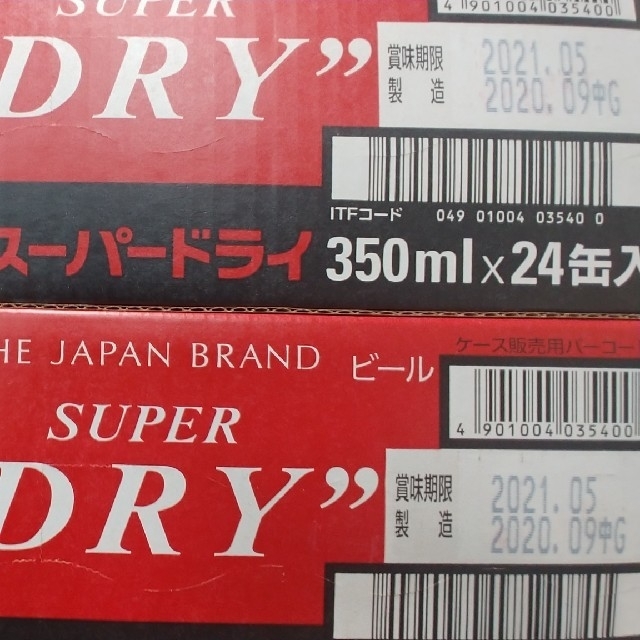 SUPER
4 901004 035400
DRY”
賞味期限 2021.05
製造 2020.09中G
ITFコード 049 01004 03540 0
スーパードライ 350ml×24缶入
THE JAPAN BRAND ビール
ケース販売用バーコード
SUPER
4 901004 035400
DRY”
賞味期限 2021.05
製造 2020.09中G